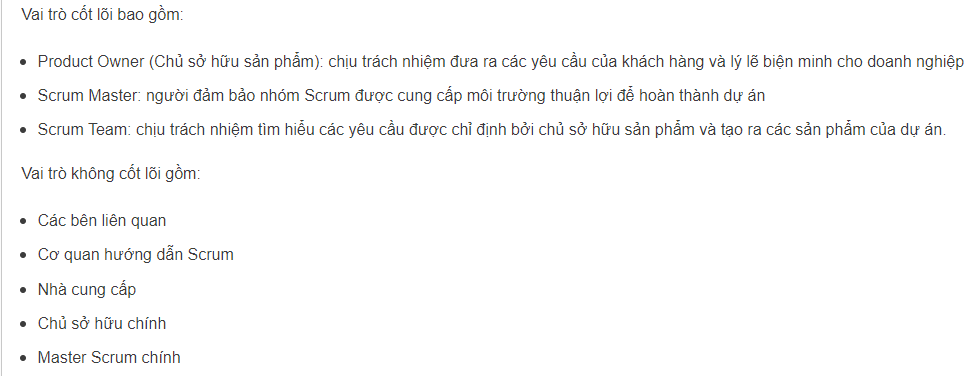 Vai trò cốt lõi bao gồm:
Product Owner (Chủ sở hữu sản phẩm): chịu trách nhiệm đưa ra các yêu cầu của khách hàng và lý lẽ biện minh cho doanh nghiệp
Scrum Master: người đảm bảo nhóm Scrum được cung cấp môi trường thuận lợi để hoàn thành dự án
Scrum Team: chịu trách nhiệm tìm hiểu các yêu cầu được chỉ định bởi chủ sở hữu sản phẩm và tạo ra các sản phẩm của dự án.
Vai trò không cốt lõi gồm:
Các bên liên quan
Cơ quan hướng dẫn Scrum
Nhà cung cấp
Chủ sở hữu chính
Master Scrum chính